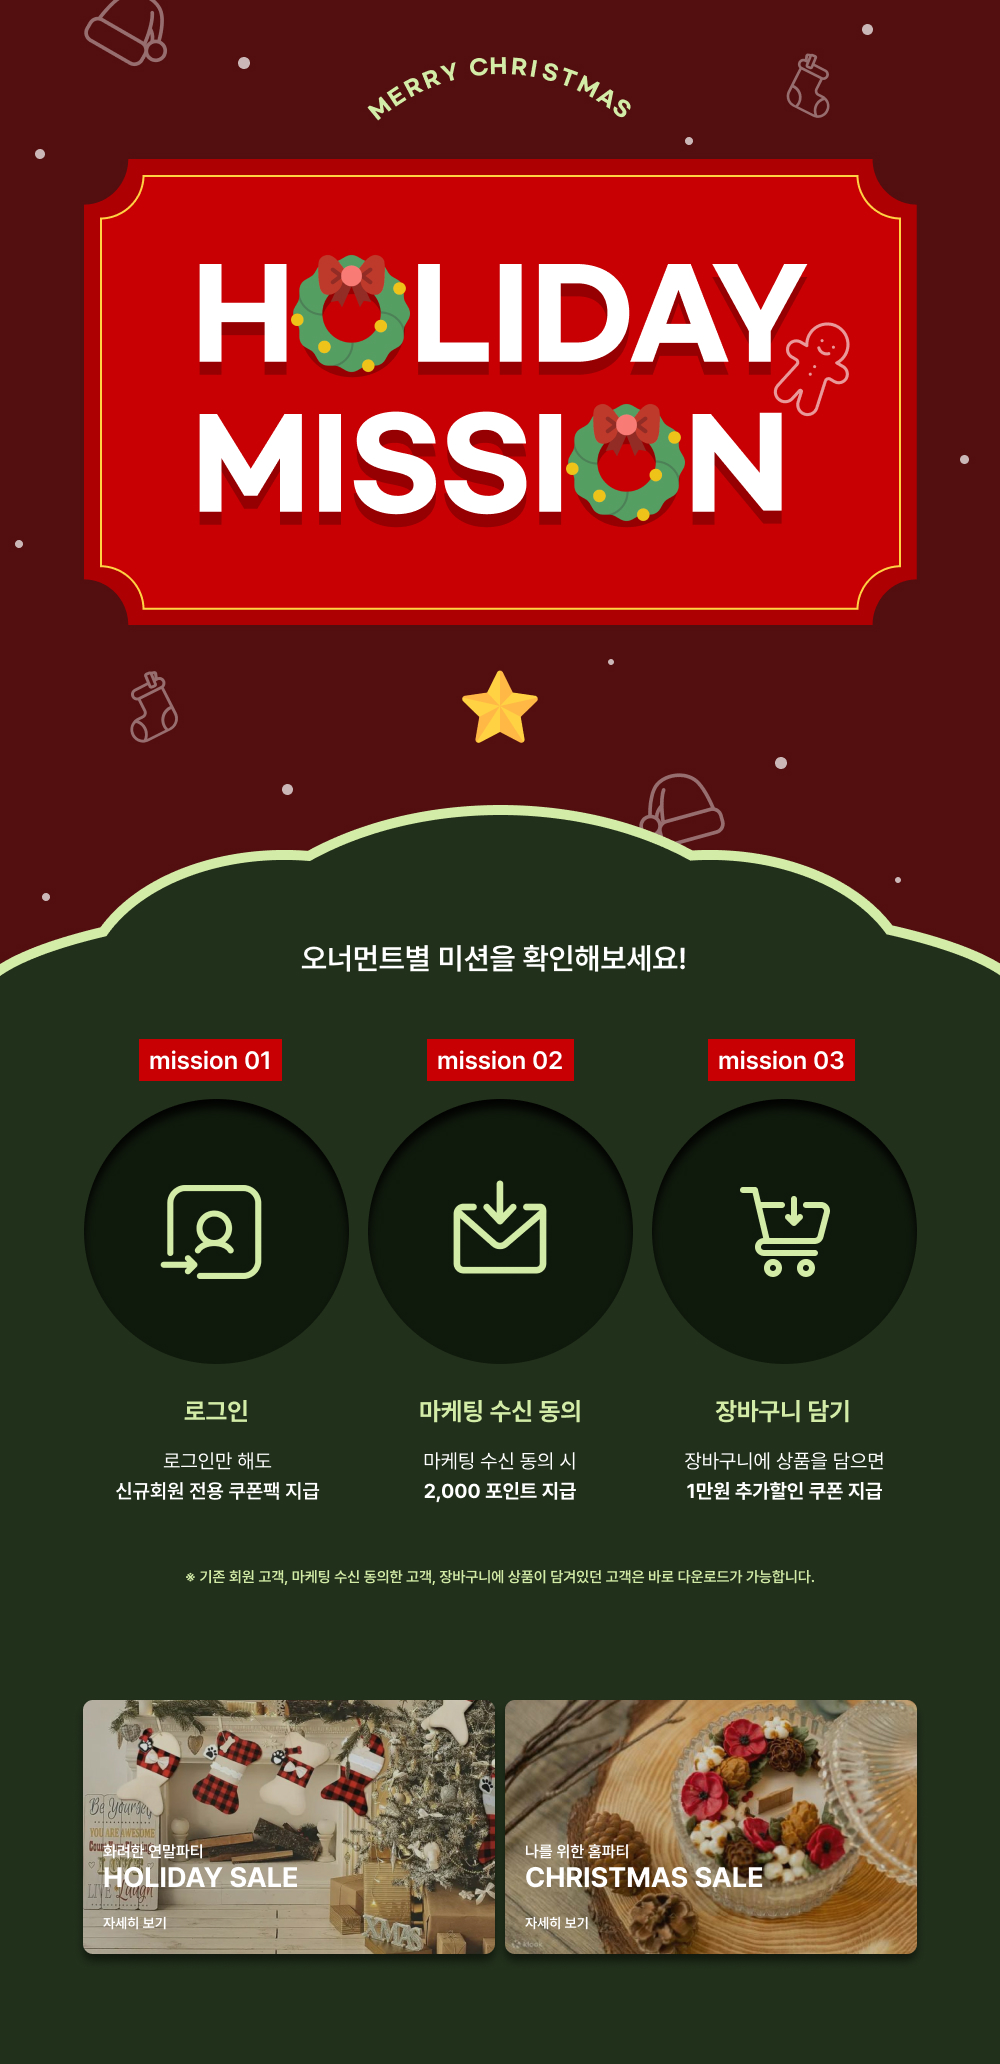 MERRY CHRISTMAS
HOLIDAY
MISSION
오너먼트별 미션을 확인해보세요!
mission 01
mission 02
mission 03
로그인
로그인만 해도
신규회원 전용 쿠폰팩 지급
마케팅 수신 동의
마케팅 수신 동의 시
2,000 포인트 지급
장바구니 담기
장바구니에 상품을 담으면
1만원 추가할인 쿠폰 지급
※ 기존 회원 고객, 마케팅 수신 동의한 고객, 장바구니에 상품이 담겨있던 고객은 바로 다운로드가 가능합니다.
Be Yourself
YOU ARE AWESOME
화려한 연말파티
HOLIDAY SALE
LIVE Laugh
자세히 보기
XMAS
나를 위한 홈파티
CHRISTMAS SALE
자세히 보기